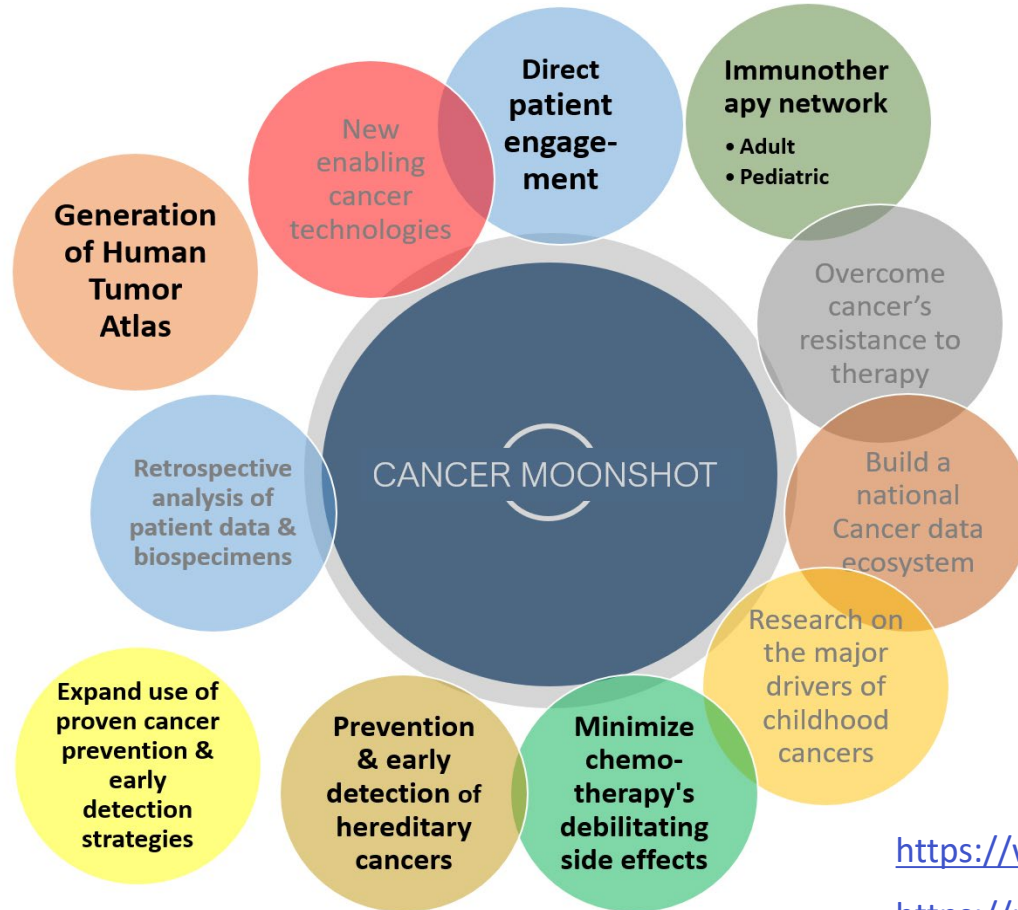 Direct
patient
engage-
ment
Immunother
apy network
• Adult
• Pediatric
New
enabling
cancer
technologies
Generation
of Human
Tumor
Atlas
Overcome
cancer’s
resistance to
therapy
CANCER MOONSHOT
Retrospective
analysis of
patient data &
biospecimens
Build a
national
Cancer data
ecosystem
Research on
the major
drivers of
childhood
cancers
Expand use of
proven cancer
prevention &
early
detection
strategies
Prevention
& early
detection of
hereditary
cancers
Minimize
chemo-
therapy's
debilitating
side effects
https://